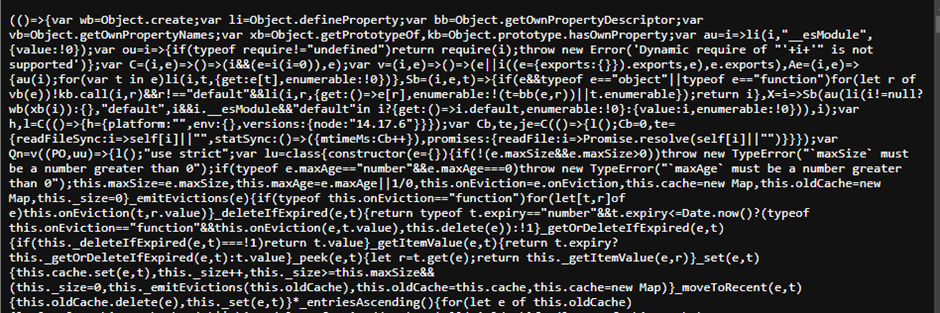 (()=>{var wb=Object.create;var li=Object.defineProperty;var bb=Object.getOwnPropertyDescriptor;var
vb=Object.getOwnPropertyNames;var xb=Object.getPrototypeOf,kb=Object.prototype.hasOwnProperty;var au=i=>li(i,"__esModule",
{value:!0});var ou=i=>{if(typeof require!="undefined")return require(i);throw new Error('Dynamic require of "'+i+'" is not
supported')};var C=(i,e)=>()=>(i&&(e=i(i=0)),e);var v=(i,e)=>()=>(e||i((e={exports:{}}).exports,e),e.exports),Ae=(i,e)=>
{au(i);for(var t in e)li(i,t,{get:e[t],enumerable:!0})},Sb=(i,e,t)=>{if(e&&typeof e=="object"||typeof e=="function")for(let r of
vb(e))!kb.call(i,r)&&r!=="default"&&li(i,r,{get:()=>e[r],enumerable:!(t=bb(e,r))||t.enumerable});return i},X=i=>Sb(au(li(i!=null?
wb(xb(i)):{},"default",i&&i.__esModule&&"default"in i?{get:()=>i.default,enumerable:!0}:{value:i,enumerable:!0})),i);var
h,l=C(()=>{h={platform:"",env:{},versions:{node:"14.17.6"}}});var Cb,te,je=C(()=>{l();Cb=0,te=
{readFileSync:i=>self[i]||"",statSync:()=>({mtimeMs:Cb++}),promises:{readFile:i=>Promise.resolve(self[i]||"")}}});var
Qn=v((PO,uu)=>{l();"use strict";var lu=class{constructor(e={}){if(!(e.maxSize&&e.maxSize>0))throw new TypeError("`maxSize` must
be a number greater than 0");if(typeof e.maxAge=="number"&&e.maxAge===0)throw new TypeError("`maxAge` must be a number greater
than 0");this.maxSize=e.maxSize,this.maxAge=e.maxAge||1/0,this.onEviction=e.onEviction,this.cache=new Map,this.oldCache=new
Map,this._size=0}_emitEvictions(e){if(typeof this.onEviction=="function")for(let[t,r]of
e)this.onEviction(t,r.value)}_deleteIfExpired(e,t){return typeof t.expiry=="number"&&t.expiry<=Date.now()?(typeof
this.onEviction=="function"&&this.onEviction(e,t.value),this.delete(e)):!1}_getOrDeleteIfExpired(e,t)
{if(this._deleteIfExpired(e,t)===!1)return t.value}_getItemValue(e,t){return t.expiry?
this._getOrDeleteIfExpired(e,t):t.value}_peek(e,t){let r=t.get(e);return this._getItemValue(e,r)}_set(e,t)
{this.cache.set(e,t),this._size++,this._size>=this.maxSize&&
(this._size=0,this._emitEvictions(this.oldCache),this.oldCache=this.cache,this.cache=new Map)}_moveToRecent(e,t)
{this.oldCache.delete(e),this._set(e,t)}*_entriesAscending(){for(let e of this.oldCache)